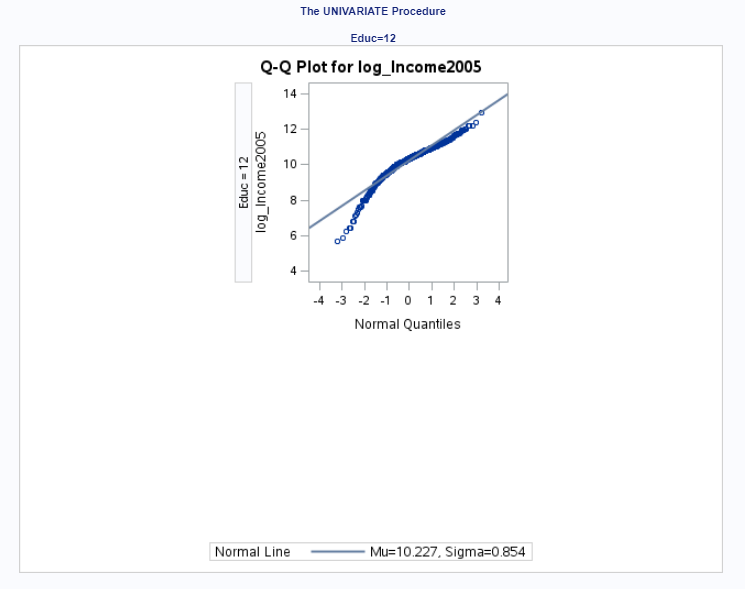 The UNIVARIATE Procedure
Educ=12
Q-Q Plot for log_Income2005
Educ = 12
log_Income2005
14
12
10
8
6
4
-4 -3 -2 -1 0 1 2 3 4
Normal Quantiles
Normal Line Mu=10.227, Sigma=0.854